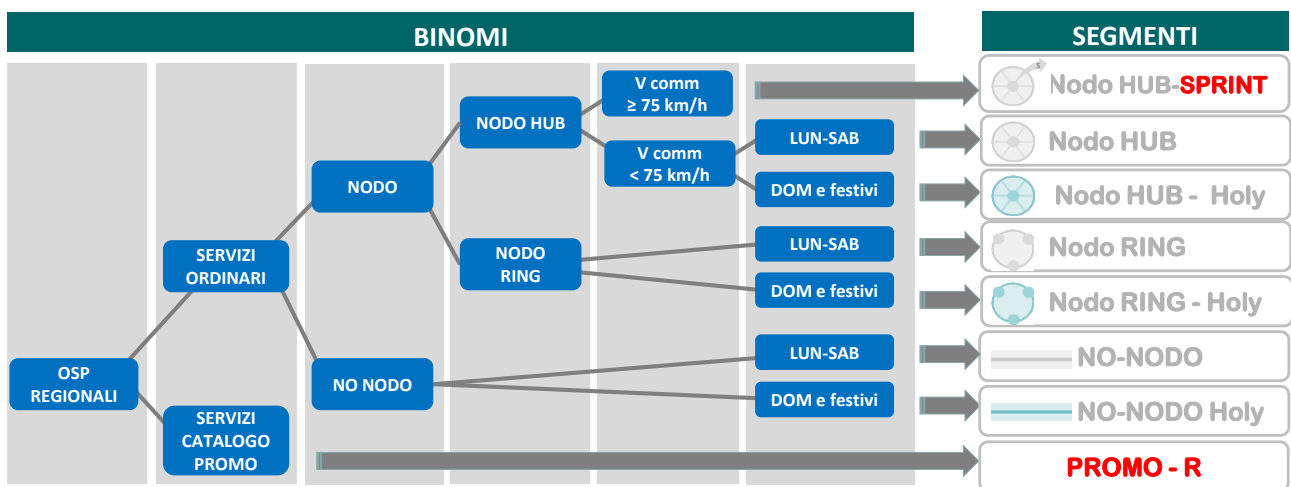 BINOMI
SEGMENTI
OSP
REGIONALI
SERVIZI
ORDINARI
SERVIZI
CATALOGO
PROMO
NODO
NO NODO
NODO HUB
NODO
RING
V comm
≥ 75 km/h
V comm
< 75 km/h
LUN-SAB
DOM e festivi
LUN-SAB
DOM e festivi
LUN-SAB
DOM e festivi
S
Nodo HUB-SPRINT
Nodo HUB
Nodo HUB - Holy
Nodo RING
Nodo RING - Holy
NO-NODO
NO-NODO Holy
PROMO - R